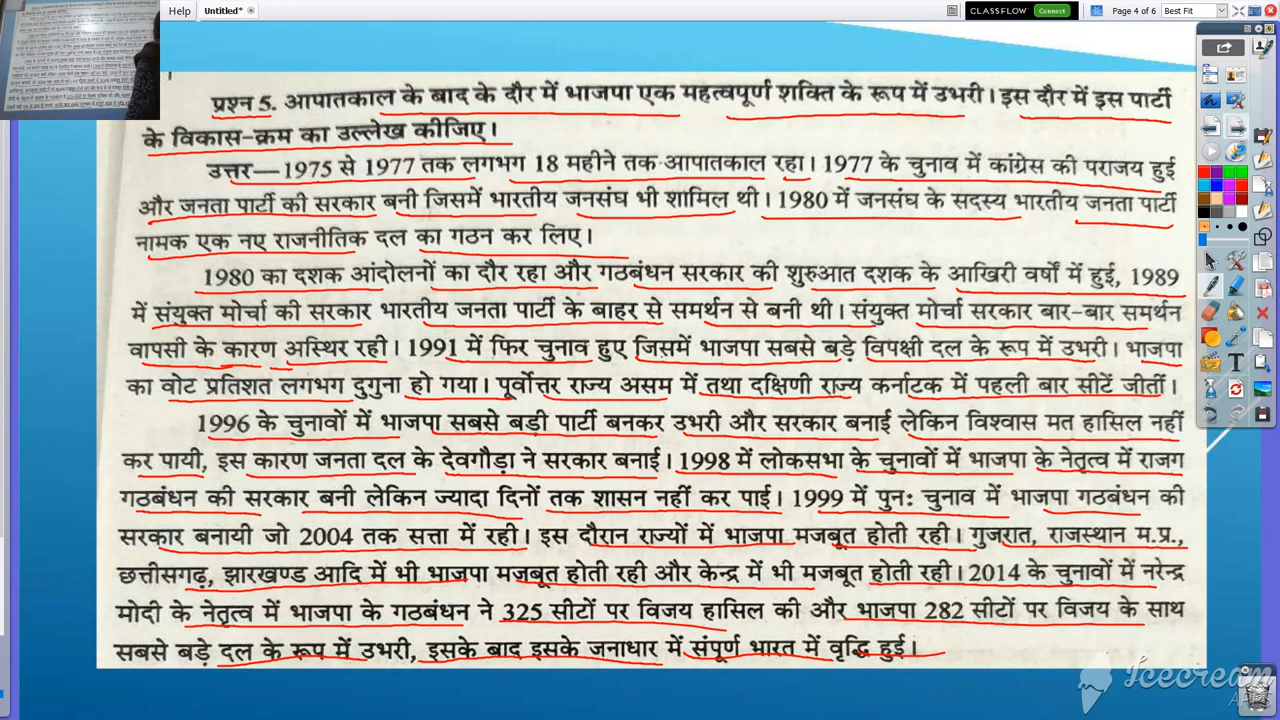 Help Untitled*
CLASSFLOW Connect Page 4 of 6 Best Fit
प्रश्न 5. आपातकाल के बाद के दौर में भाजपा एक महत्वपूर्ण शक्ति के रूप में उभरी। इस दौर में इस पार्टी
के विकास-क्रम का उल्लेख कीजिए।
उत्तर—1975 से 1977 तक लगभग 18 महीने तक आपातकाल रहा। 1977 के चुनाव में कांग्रेस की पराजय हुई
और जनता पार्टी की सरकार बनी जिसमें भारतीय जनसंघ भी शामिल थी। 1980 में जनसंघ के सदस्य भारतीय जनता पार्टी
नामक एक नए राजनीतिक दल का गठन कर लिए।
1980 का दशक आंदोलनों का दौर रहा और गठबंधन सरकार की शुरुआत दशक के आखिरी वर्षों में हुई, 1989
में संयुक्त मोर्चा की सरकार भारतीय जनता पार्टी के बाहर से समर्थन से बनी थी। संयुक्त मोर्चा सरकार बार-बार समर्थन
वापसी के कारण अस्थिर रही। 1991 में फिर चुनाव हुए जिसमें भाजपा सबसे बड़े विपक्षी दल के रूप में उभरी। भाजपा
का वोट प्रतिशत लगभग दुगुना हो गया। पूर्वोत्तर राज्य असम में तथा दक्षिणी राज्य कर्नाटक में पहली बार सीटें जीतीं।
1996 के चुनावों में भाजपा सबसे बड़ी पार्टी बनकर उभरी और सरकार बनाई लेकिन विश्वास मत हासिल नहीं
कर पायी, इस कारण जनता दल के देवगौड़ा ने सरकार बनाई। 1998 में लोकसभा के चुनावों में भाजपा के नेतृत्व में राजग
गठबंधन की सरकार बनी लेकिन ज्यादा दिनों तक शासन नहीं कर पाई। 1999 में पुनः चुनाव में भाजपा गठबंधन की
सरकार बनायी जो 2004 तक सत्ता में रही। इस दौरान राज्यों में भाजपा मजबूत होती रही। गुजरात, राजस्थान म.प्र.,
छत्तीसगढ़, झारखण्ड आदि में भी भाजपा मजबूत होती रही और केन्द्र में भी मजबूत होती रही। 2014 के चुनावों में नरेन्द्र
मोदी के नेतृत्व में भाजपा के गठबंधन ने 325 सीटों पर विजय हासिल की और भाजपा 282 सीटों पर विजय के साथ
सबसे बड़े दल के रूप में उभरी, इसके बाद इसके जनाधार में संपूर्ण भारत में वृद्धि हुई।
Icecream
APPS